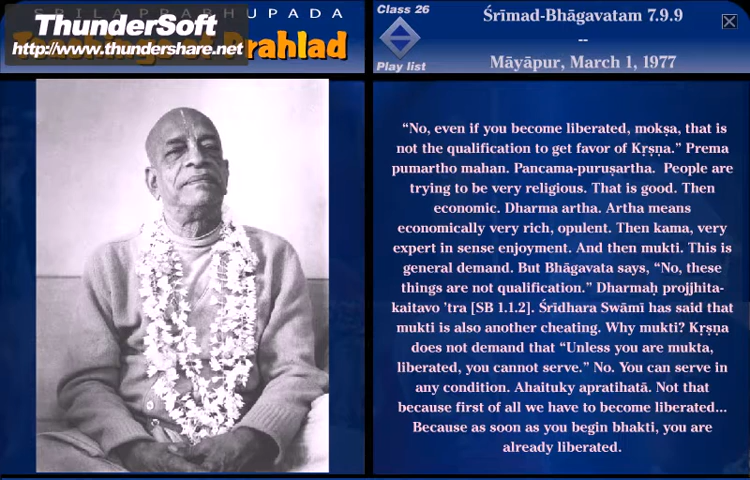 SRILA PRABHUPADA
ThunderSoft
http://www.thundershare.net
Teachings of Prahlad
Class 26
Play list
Śrīmad-Bhāgavatam 7.9.9
--
Māyāpur, March 1, 1977
“No, even if you become liberated, mokṣa, that is
not the qualification to get favor of Kṛṣṇa.” Prema
pumartho mahan. Pancama-puruṣartha. People are
trying to be very religious. That is good. Then
economic. Dharma artha. Artha means
economically very rich, opulent. Then kama, very
expert in sense enjoyment. And then mukti. This is
general demand. But Bhāgavata says, “No, these
things are not qualification.” Dharmaḥ projjhita-
kaitavo ’tra [SB 1.1.2]. Śrīdhara Swāmī has said that
mukti is also another cheating. Why mukti? Kṛṣṇa
does not demand that “Unless you are mukta,
liberated, you cannot serve.” No. You can serve in
any condition. Ahaituky apratihatā. Not that
because first of all we have to become liberated...
Because as soon as you begin bhakti, you are
already liberated.